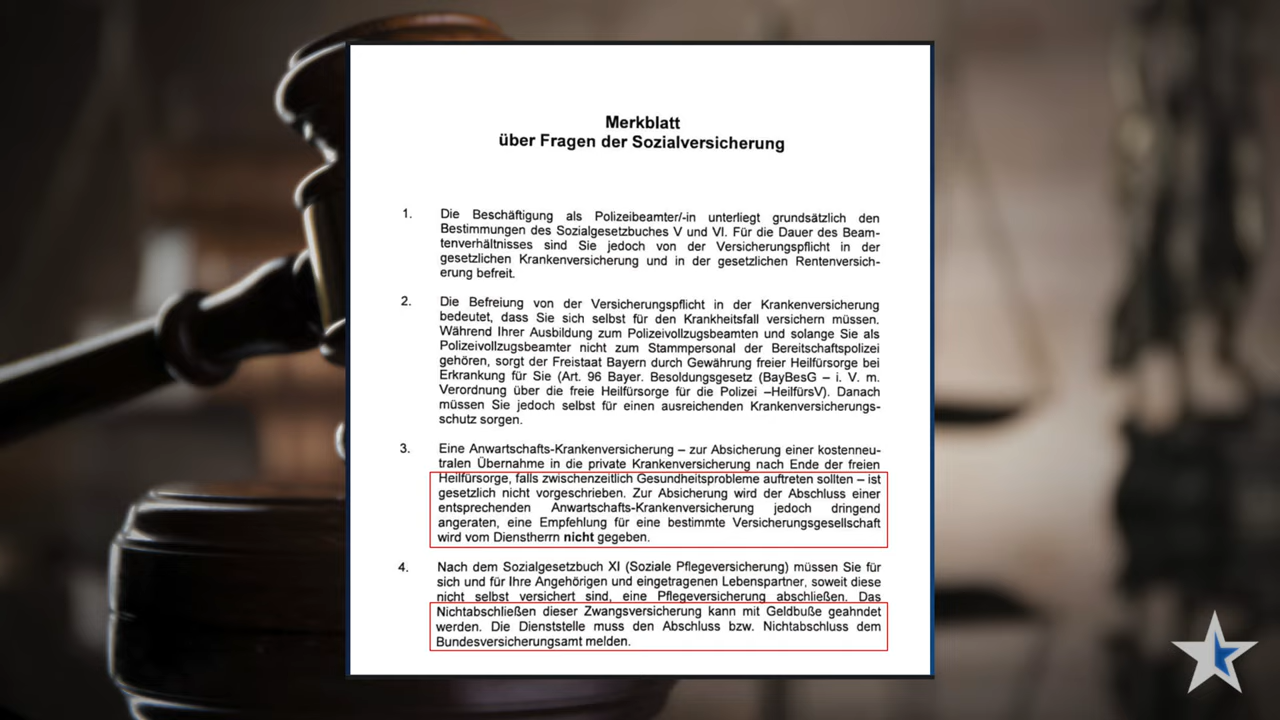 Merkblatt
über Fragen der Sozialversicherung
1. Die Beschäftigung als Polizeibeamter/-in unterliegt grundsätzlich den
Bestimmungen des Sozialgesetzbuches V und VI. Für die Dauer des Beam-
tenverhältnisses sind Sie jedoch von der Versicherungspflicht in der
gesetzlichen Krankenversicherung und in der gesetzlichen Rentenversich-
erung befreit.
2. Die Befreiung von der Versicherungspflicht in der Krankenversicherung
bedeutet, dass Sie sich selbst für den Krankheitsfall versichern müssen.
Während Ihrer Ausbildung zum Polizeivollzugsbeamten und solange Sie als
Polizeivollzugsbeamter nicht zum Stammpersonal der Bereitschaftspolizei
gehören, sorgt der Freistaat Bayern durch Gewährung freier Heilfürsorge bei
Erkrankung für Sie (Art. 96 Bayer. Besoldungsgesetz (BayBesG – i. V. m.
Verordnung über die freie Heilfürsorge für die Polizei –HeilfürsV). Danach
müssen Sie jedoch selbst für einen ausreichenden Krankenversicherungs-
schutz sorgen.
3. Eine Anwartschafts-Krankenversicherung – zur Absicherung einer kostenneu-
tralen Übernahme in die private Krankenversicherung nach Ende der freien
Heilfürsorge, falls zwischenzeitlich Gesundheitsprobleme auftreten sollten – ist
gesetzlich nicht vorgeschrieben. Zur Absicherung wird der Abschluss einer
entsprechenden Anwartschafts-Krankenversicherung jedoch dringend
angeraten, eine Empfehlung für eine bestimmte Versicherungsgesellschaft
wird vom Dienstherrn nicht gegeben.
4. Nach dem Sozialgesetzbuch XI (Soziale Pflegeversicherung) müssen Sie für
sich und für Ihre Angehörigen und eingetragenen Lebenspartner, soweit diese
nicht selbst versichert sind, eine Pflegeversicherung abschließen. Das
Nichtabschließen dieser Zwangsversicherung kann mit Geldbuße geahndet
werden. Die Dienststelle muss den Abschluss bzw. Nichtabschluss dem
Bundesversicherungsamt melden.